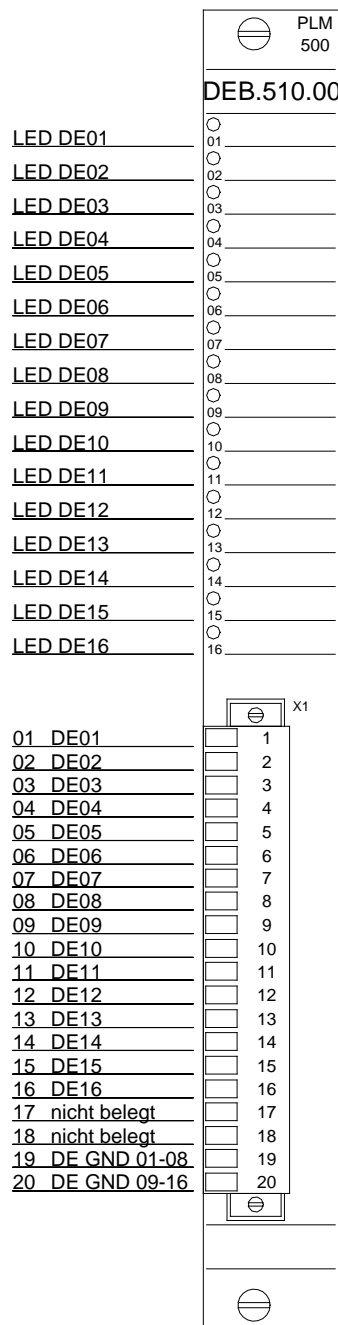 PLM
500
DEB.510.00
LED DE01 01
LED DE02 02
LED DE03 03
LED DE04 04
LED DE05 05
LED DE06 06
LED DE07 07
LED DE08 08
LED DE09 09
LED DE10 10
LED DE11 11
LED DE12 12
LED DE13 13
LED DE14 14
LED DE15 15
LED DE16 16
X1
01 DE01 1
02 DE02 2
03 DE03 3
04 DE04 4
05 DE05 5
06 DE06 6
07 DE07 7
08 DE08 8
09 DE09 9
10 DE10 10
11 DE11 11
12 DE12 12
13 DE13 13
14 DE14 14
15 DE15 15
16 DE16 16
17 nicht belegt 17
18 nicht belegt 18
19 DE GND 01-08 19
20 DE GND 09-16 20